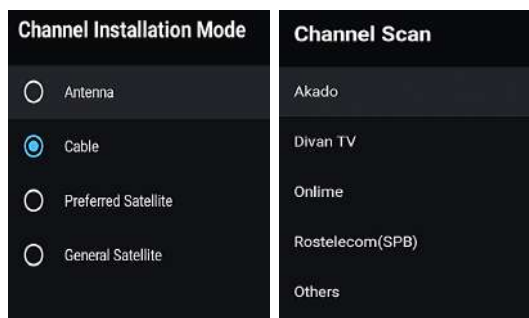 Channel Installation Mode
Antenna
Cable
Preferred Satellite
General Satellite
Channel Scan
Akado
Divan TV
Onlime
Rostelecom(SPB)
Others